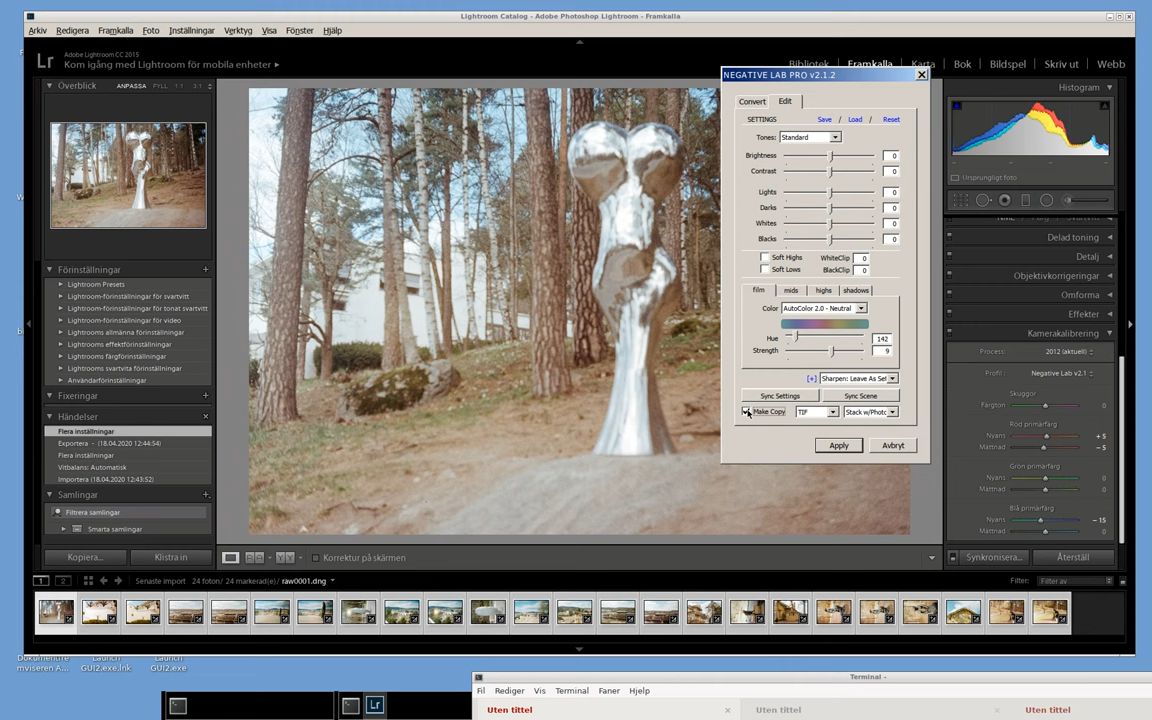 Lightroom Catalog - Adobe Photoshop Lightroom - Framkalla
Arkiv Redigera Framkalla Foto Inställningar Verktyg Visa Fönster Hjälp
Lr
Adobe Lightroom CC 2015
Kom igång med Lightroom för mobila enheter ▸
Bibliotek Framkalla Karta Bok Bildspel Skriv ut Webb
Överblick ANPASSA FYLL 1:1 3:1
Förinställningar +
Lightroom Presets
Lightroom-förinställningar för svartvitt
Lightroom-förinställningar för tonat svartvitt
Lightroom-förinställningar för video
Lightrooms allmänna förinställningar
Lightrooms effektförinställningar
Lightrooms färgförinställningar
Lightrooms svartvita förinställningar
Användarförinställningar
Fixeringar +
Händelser
Flera inställningar
Exportera - (18.04.2020 12:44:54)
Flera inställningar
Vitbalans: Automatisk
Importera (18.04.2020 12:43:52)
Samlingar +
Filtrera samlingar
Smarta samlingar
Kopiera... Klistra in
NEGATIVE LAB PRO v2.1.2
Convert Edit
SETTINGS Save / Load / Reset
Tones: Standard
Brightness 0
Contrast 0
Lights 0
Darks 0
Whites 0
Blacks 0
Soft Highs WhiteClip 0
Soft Lows BlackClip 0
film mids highs shadows
Color AutoColor 2.0 - Neutral
Hue 142
Strength 9
[+] Sharpen: Leave As Set
Sync Settings Sync Scene
Make Copy TIF Stack w/Photo
Apply Avbryt
Histogram
Ursprungligt foto
Delad toning
Detalj
Objektivkorrigeringar
Omforma
Effekter
Kamerakalibrering
Process: 2012 (aktuell)
Profil: Negative Lab v2.1
Skuggor
Färgton 0
Röd primärfärg
Nyans + 5
Mättnad − 5
Grön primärfärg
Nyans 0
Mättnad 0
Blå primärfärg
Nyans − 15
Mättnad 0
Synkronisera... Återställ
Korrektur på skärmen
1 2 Senaste import 24 foton/ 24 markerad(e)/ raw0001.dng
Filter: Filter av
mviseren A...
Launch
GUI2.exe.lnk
Launch
GUI2.exe
Lr
Terminal -
Fil Rediger Vis Terminal Faner Hjelp
Uten tittel × Uten tittel × Uten tittel